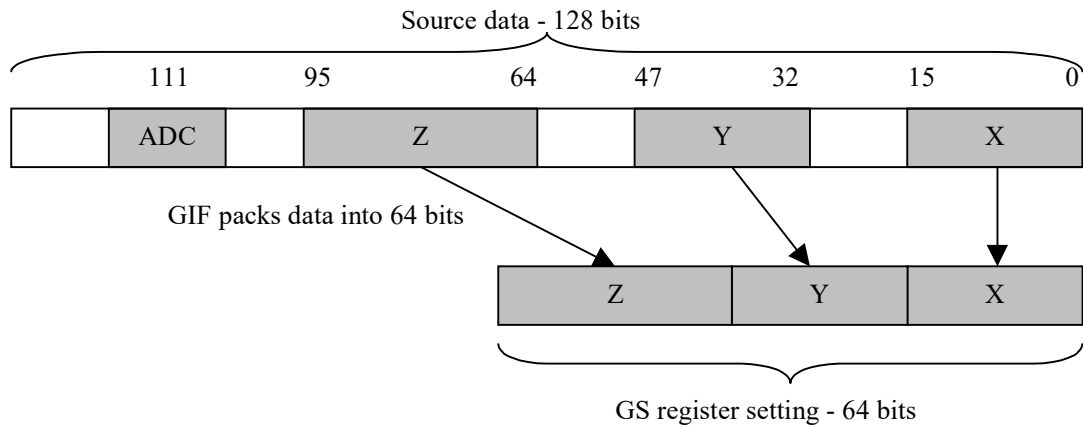 Source data - 128 bits
111 95 64 47 32 15 0
ADC Z Y X
GIF packs data into 64 bits
Z Y X
GS register setting - 64 bits